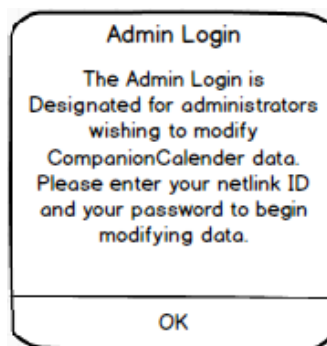 Admin Login
The Admin Login is
Designated for administrators
wishing to modify
CompanionCalender data.
Please enter your netlink ID
and your password to begin
modifying data.
OK